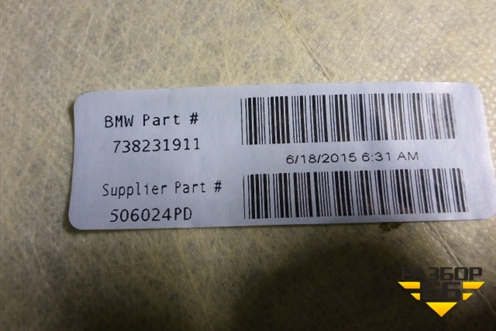 BMW Part #
738231911
6/18/2015 6:31 AM
Supplier Part #
506024PD